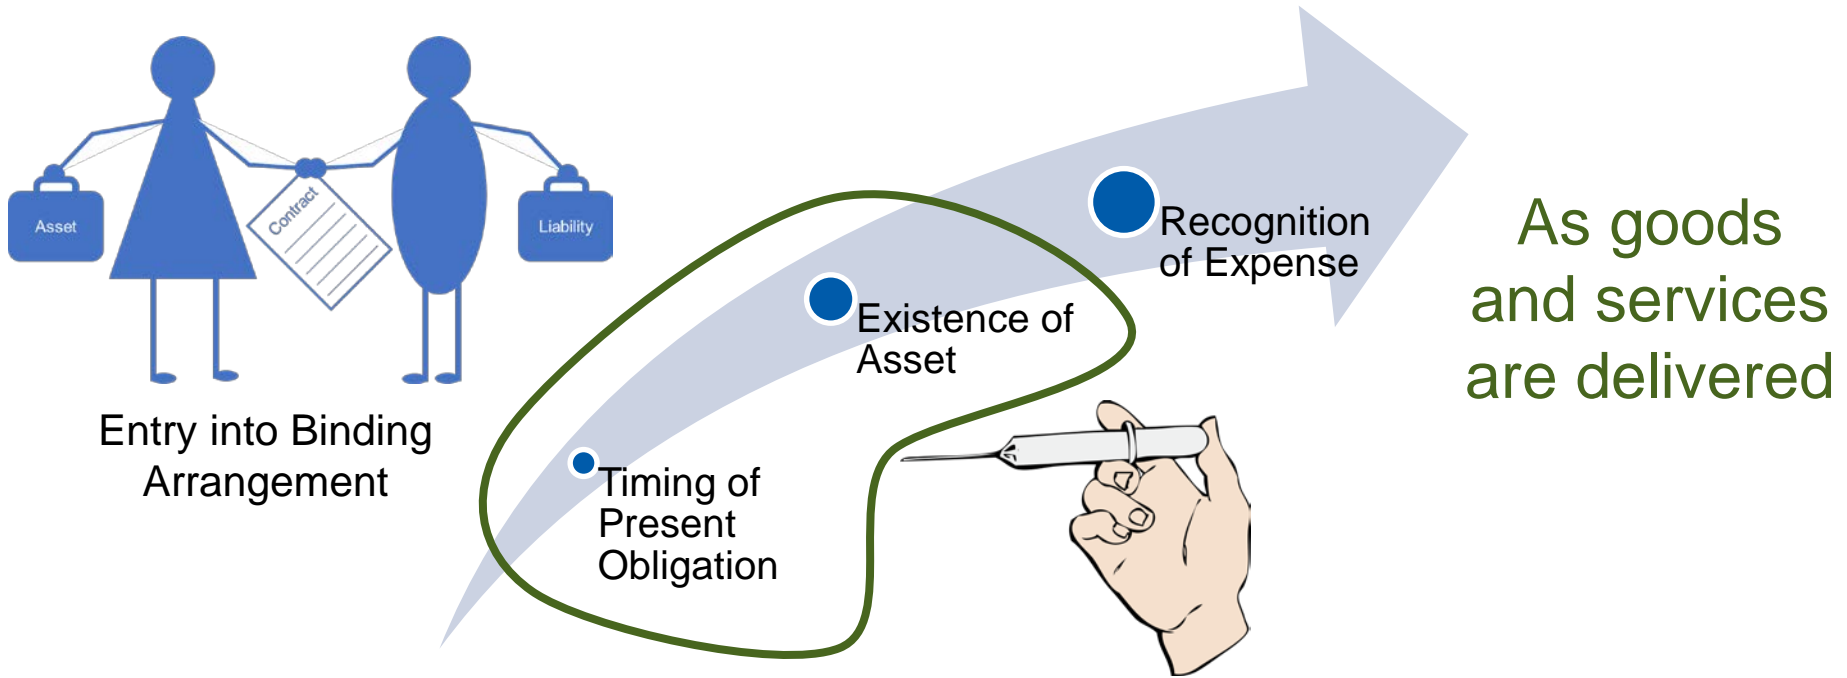 Asset
Contract
Liability
Entry into Binding
Arrangement
Timing of
Present
Obligation
Existence of
Asset
Recognition
of Expense
As goods
and services
are delivered